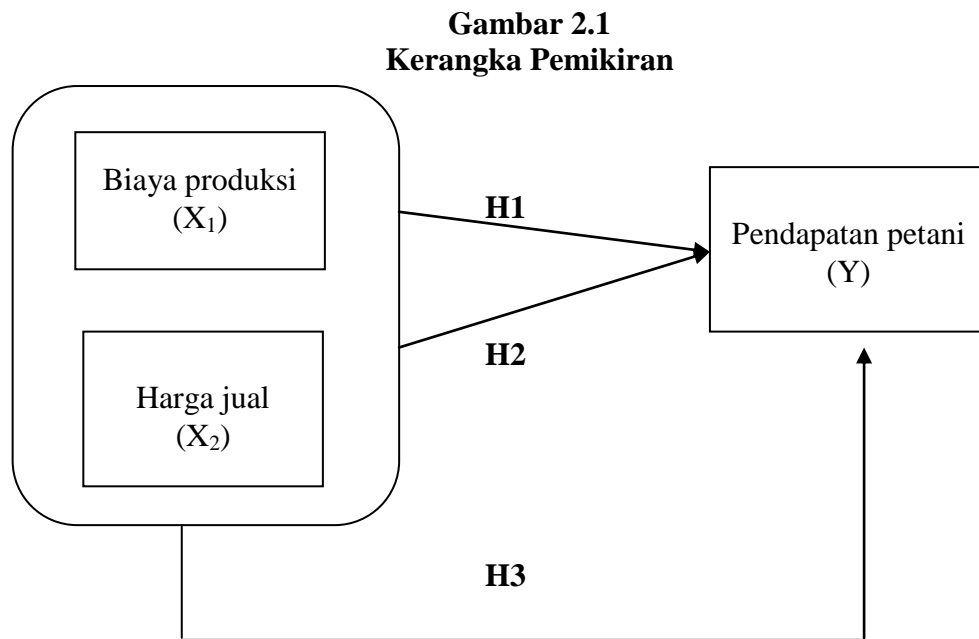 Gambar 2.1
Kerangka Pemikiran
Biaya produksi
(X₁)
H1
Pendapatan petani
(Y)
H2
Harga jual
(X₂)
H3